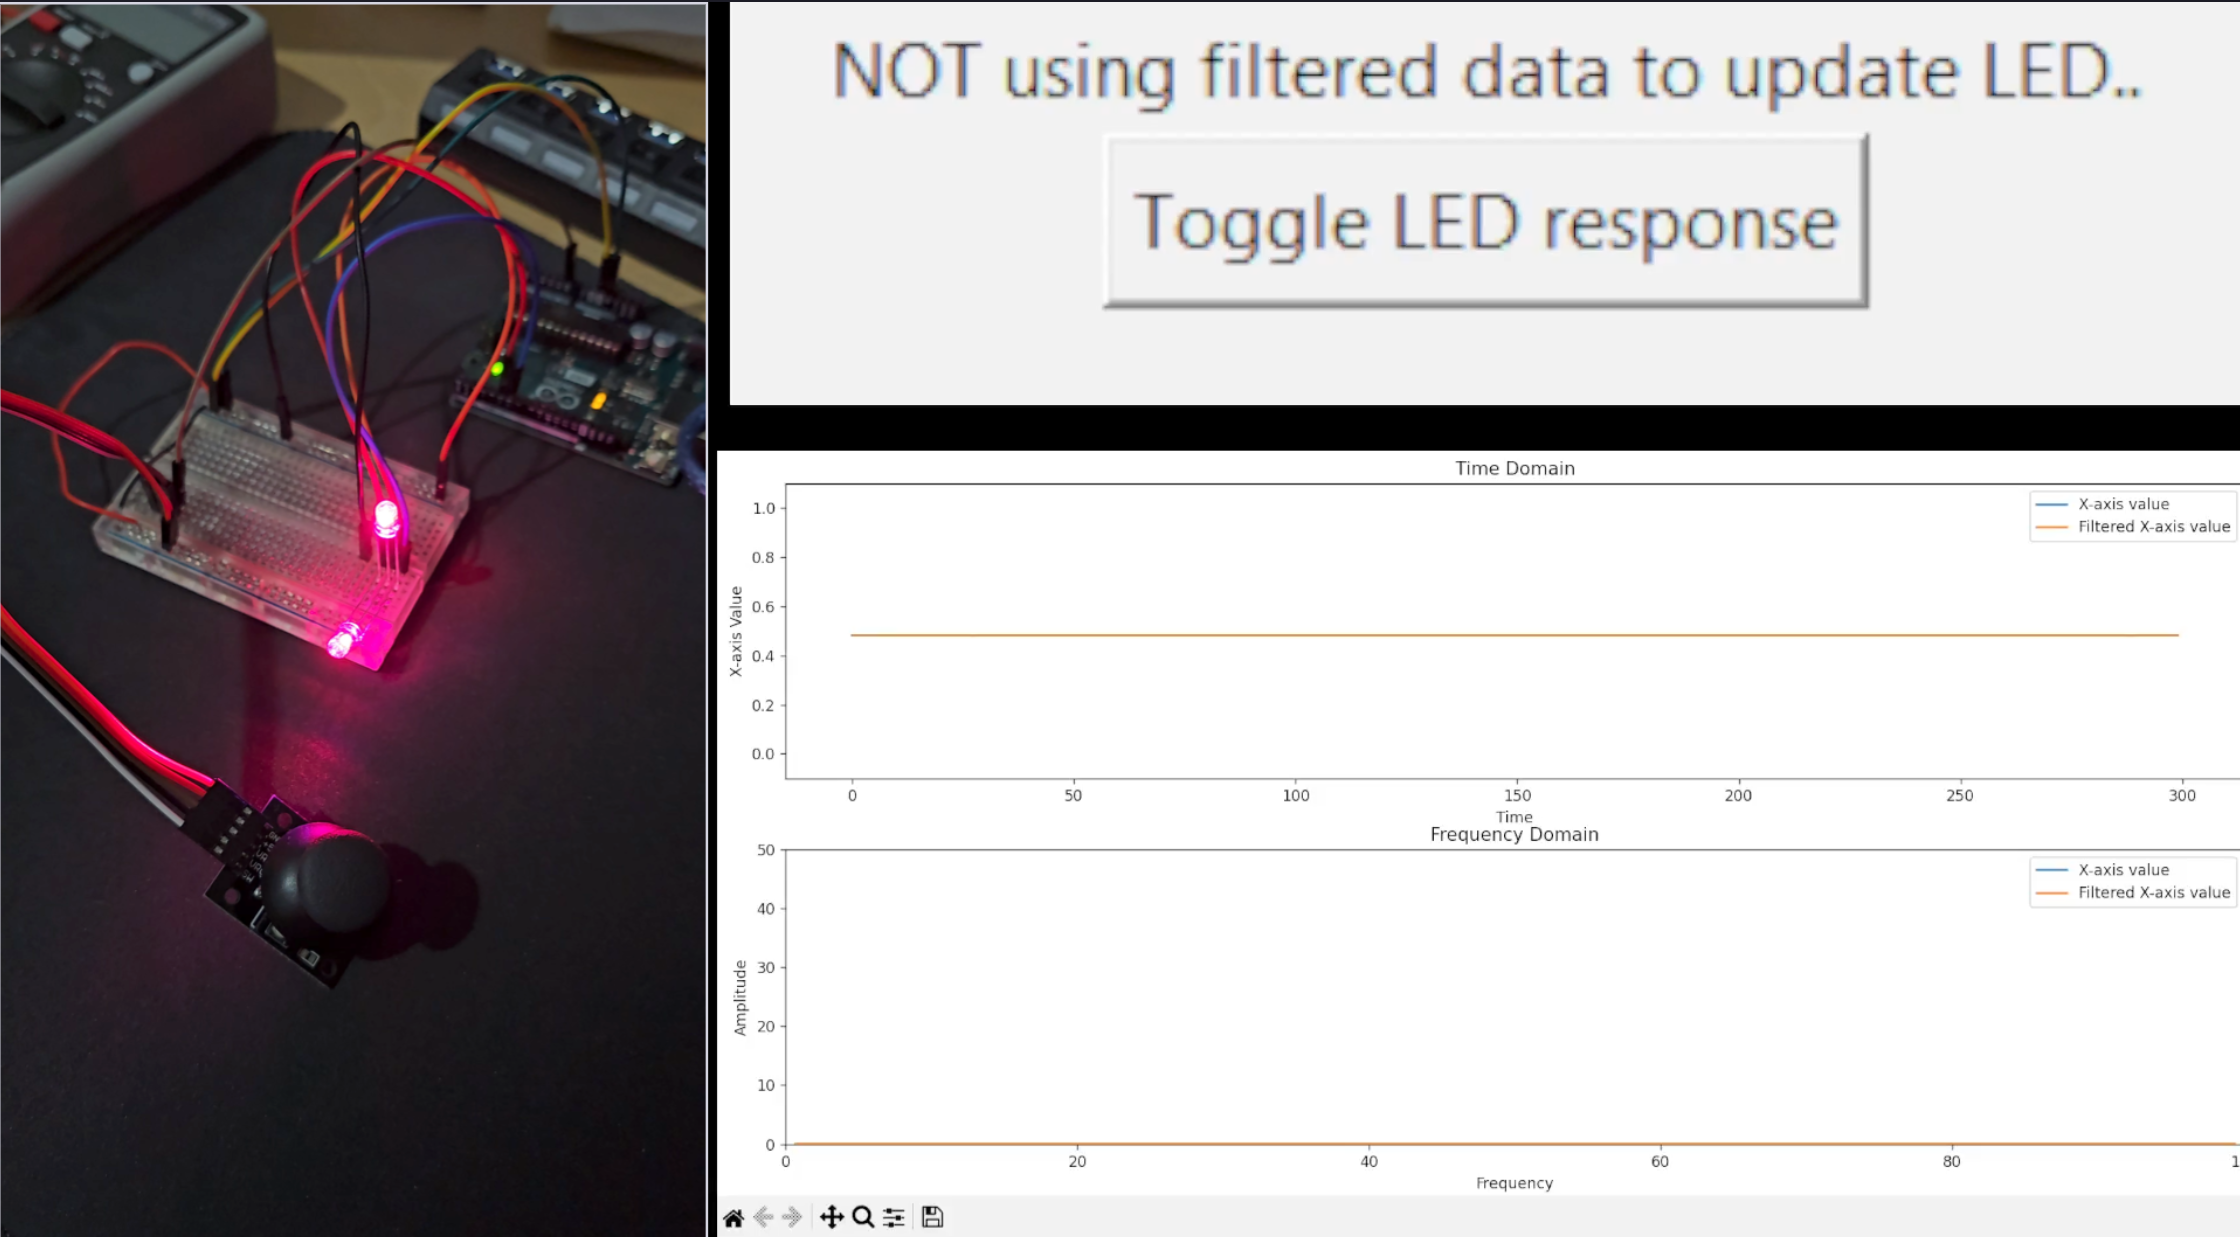 NOT using filtered data to update LED..
Toggle LED response
Time Domain
X-axis value
Filtered X-axis value
1.0
0.8
0.6
0.4
0.2
0.0
X-axis Value
0 50 100 150 200 250 300
Time
Frequency Domain
X-axis value
Filtered X-axis value
50
40
30
20
10
0
Amplitude
0 20 40 60 80
Frequency